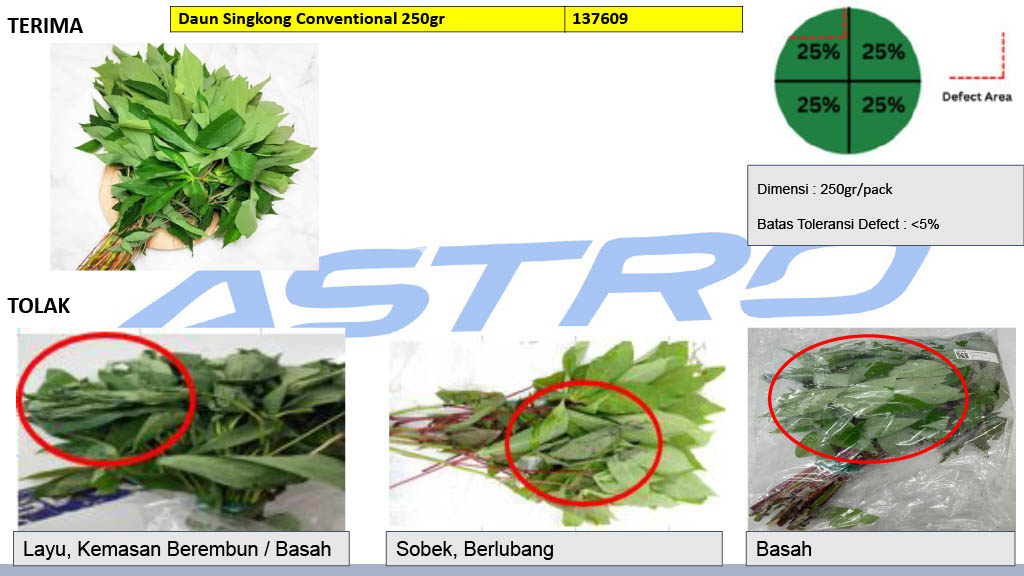 TERIMA
Daun Singkong Conventional 250gr 137609
25% 25%
25% 25%
Defect Area
Dimensi : 250gr/pack
Batas Toleransi Defect : <5%
ASTRO
TOLAK
Layu, Kemasan Berembun / Basah
Sobek, Berlubang
Basah